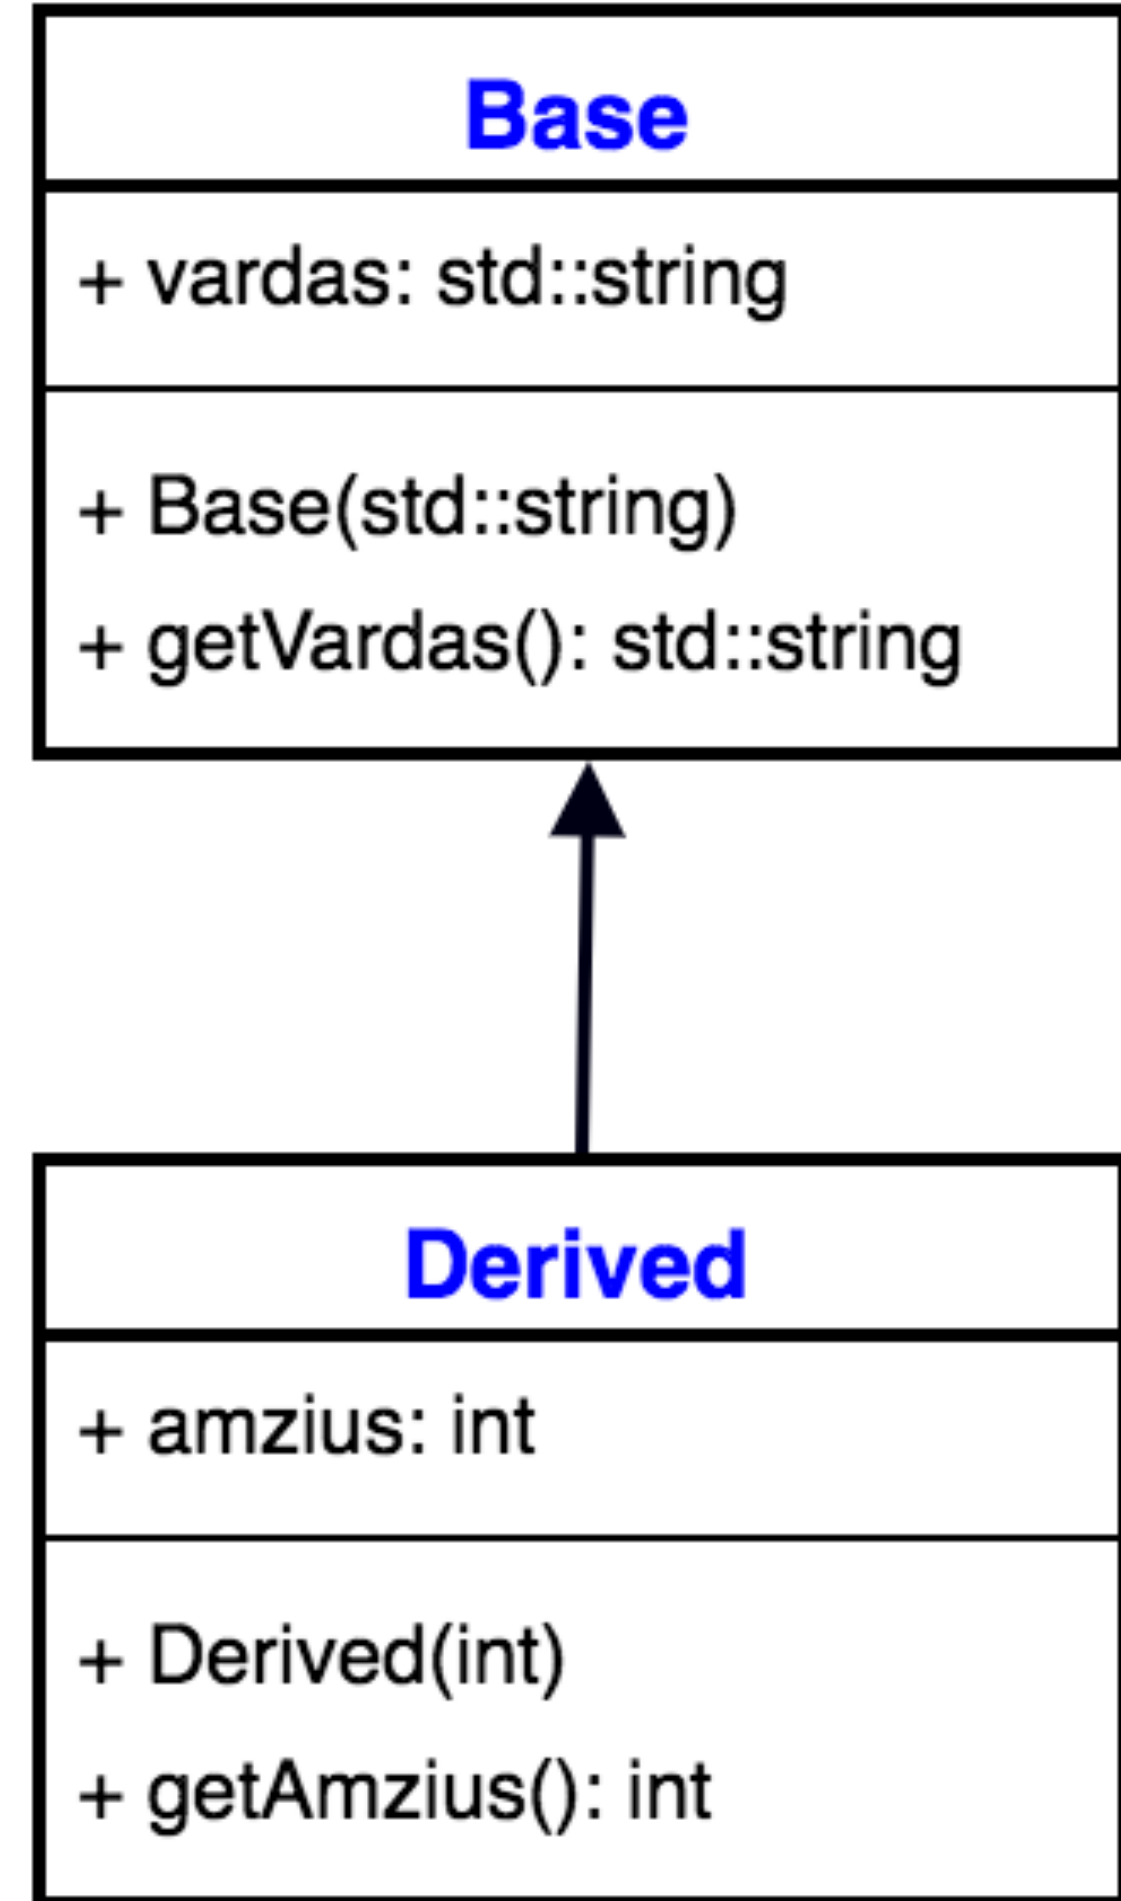 Base
+ vardas: std::string
+ Base(std::string)
+ getVardas(): std::string
Derived
+ amzius: int
+ Derived(int)
+ getAmzius(): int